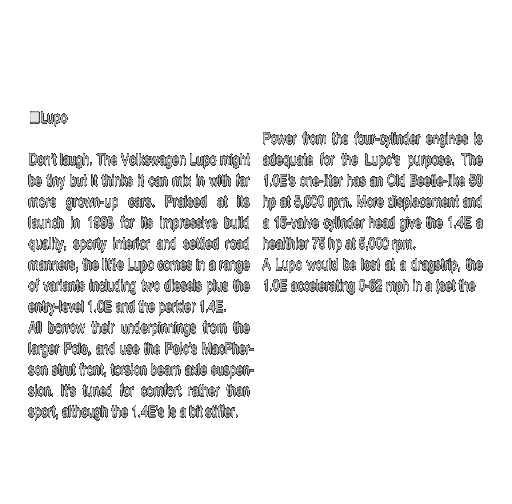 Lupo
Don't laugh. The Volkswagen Lupo might
be tiny but it thinks it can mix in with far
more grown-up cars. Praised at its
launch in 1998 for its impressive build
quality, sporty interior and settled road
manners, the little Lupo comes in a range
of variants including two diesels plus the
entry-level 1.0E and the perkier 1.4E.
All borrow their underpinnings from the
larger Polo, and use the Polo's MacPher-
son strut front, torsion beam axle suspen-
sion. It's tuned for comfort rather than
sport, although the 1.4E's is a bit stiffer.
Power from the four-cylinder engines is
adequate for the Lupo's purpose. The
1.0E's one-liter has an Old Beetle-like 50
hp at 5,000 rpm. More displacement and
a 16-valve cylinder head give the 1.4E a
healthier 75 hp at 5,000 rpm.
A Lupo would be lost at a dragstrip, the
1.0E accelerating 0-62 mph in a (set the